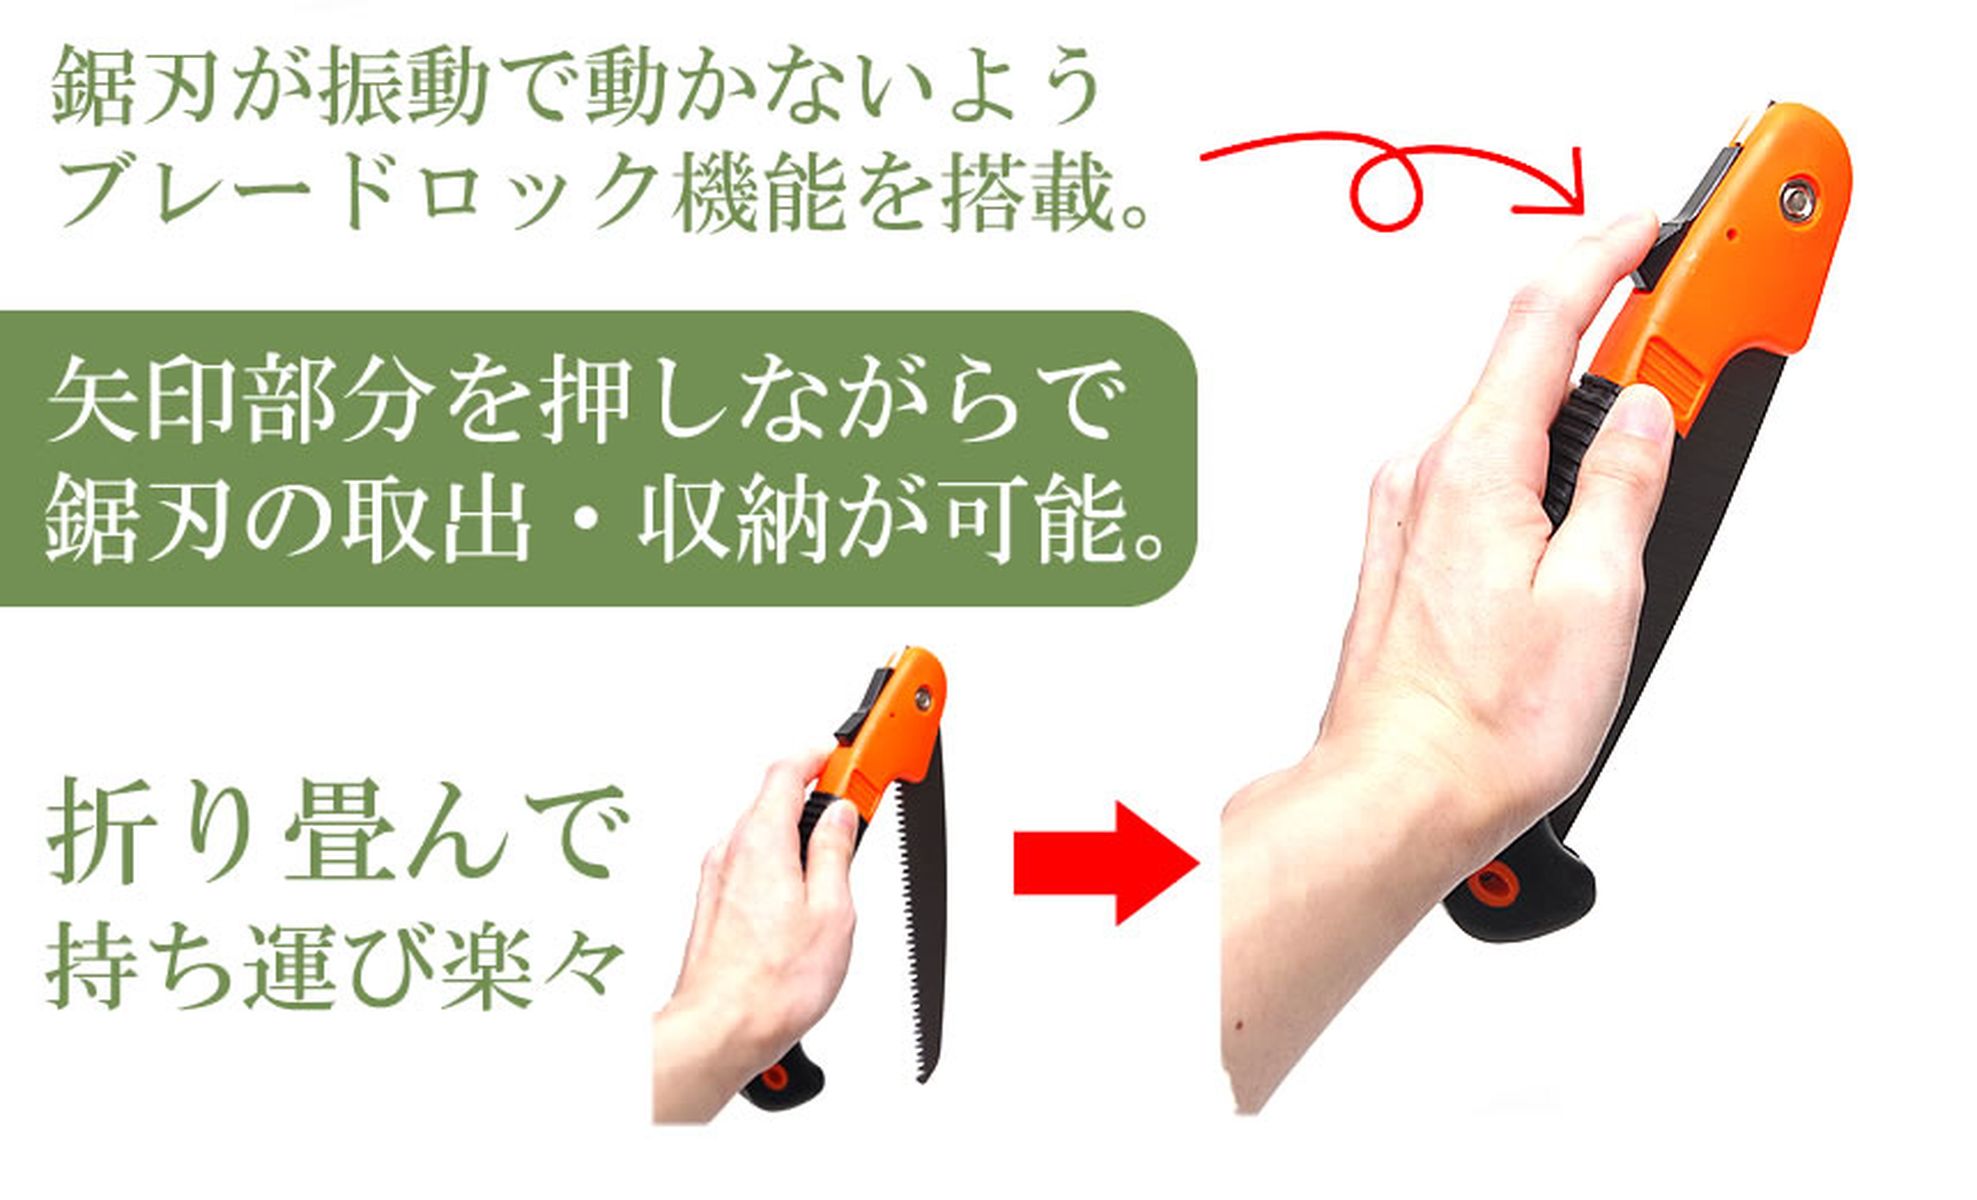 鋸刃が振動で動かないよう
ブレードロック機能を搭載。
矢印部分を押しながらで
鋸刃の取出・収納が可能。
折り畳んで
持ち運び楽々